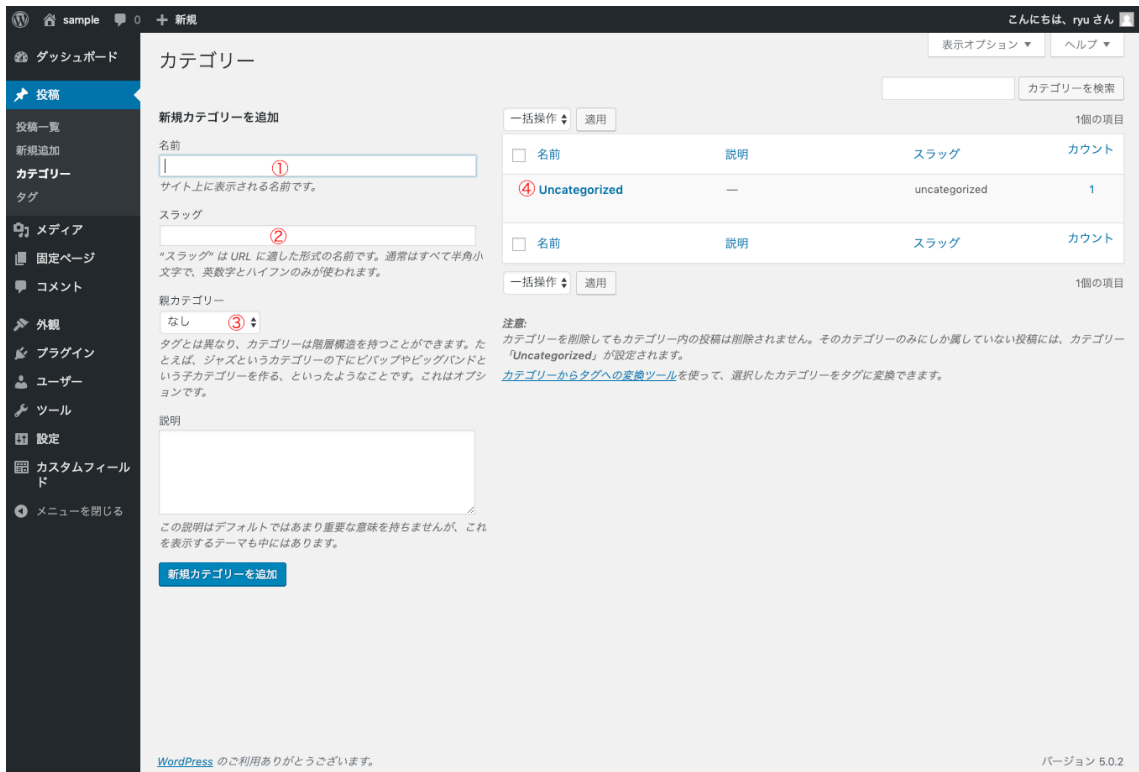 sample 0 + 新規
こんにちは、ryu さん
ダッシュボード
投稿
投稿一覧
新規追加
カテゴリー
タグ
メディア
固定ページ
コメント
外観
プラグイン
ユーザー
ツール
設定
カスタムフィール
ド
メニューを閉じる
カテゴリー
表示オプション ▼
ヘルプ ▼
カテゴリーを検索
新規カテゴリーを追加
名前
①
サイト上に表示される名前です。
スラッグ
②
“スラッグ” は URL に適した形式の名前です。通常はすべて半角小
文字で、英数字とハイフンのみが使われます。
親カテゴリー
なし ③
タグとは異なり、カテゴリーは階層構造を持つことができます。た
とえば、ジャズというカテゴリーの下にビバップやビッグバンドと
いう子カテゴリーを作る、といったようなことです。これはオプシ
ョンです。
説明
この説明はデフォルトではあまり重要な意味を持ちませんが、これ
を表示するテーマも中にはあります。
新規カテゴリーを追加
一括操作 適用
1個の項目
名前 説明 スラッグ カウント
④ Uncategorized — uncategorized 1
名前 説明 スラッグ カウント
一括操作 適用
1個の項目
注意:
カテゴリーを削除してもカテゴリー内の投稿は削除されません。そのカテゴリーのみにしか属していない投稿には、カテゴリー
「Uncategorized」が設定されます。
カテゴリーからタグへの変換ツールを使って、選択したカテゴリーをタグに変換できます。
WordPress のご利用ありがとうございます。
バージョン 5.0.2